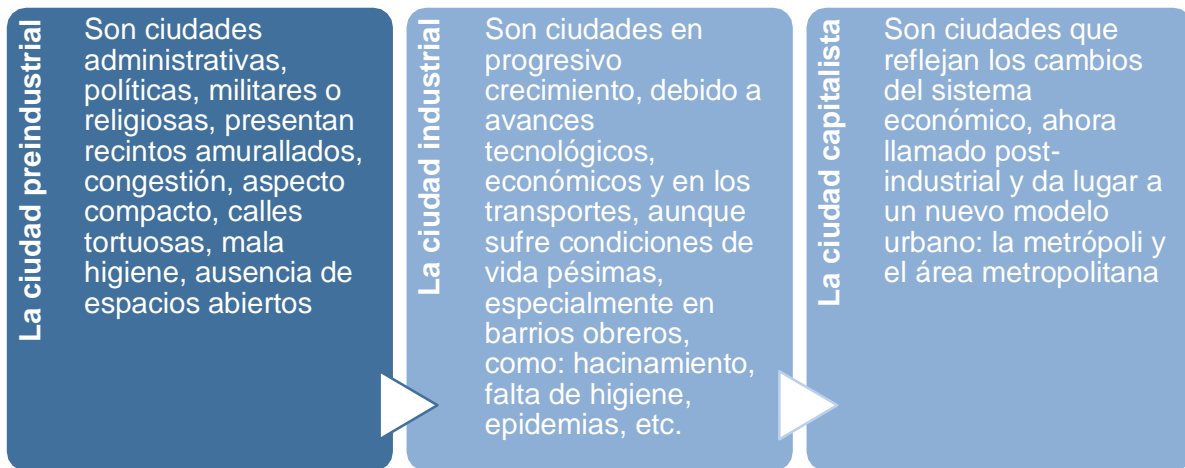 La ciudad preindustrial
Son ciudades
administrativas,
políticas, militares o
religiosas, presentan
recintos amurallados,
congestión, aspecto
compacto, calles
tortuosas, mala
higiene, ausencia de
espacios abiertos
La ciudad industrial
Son ciudades en
progresivo
crecimiento, debido a
avances
tecnológicos,
económicos y en los
transportes, aunque
sufre condiciones de
vida pésimas,
especialmente en
barrios obreros,
como: hacinamiento,
falta de higiene,
epidemias, etc.
La ciudad capitalista
Son ciudades que
reflejan los cambios
del sistema
económico, ahora
llamado post-
industrial y da lugar a
un nuevo modelo
urbano: la metrópoli y
el área metropolitana